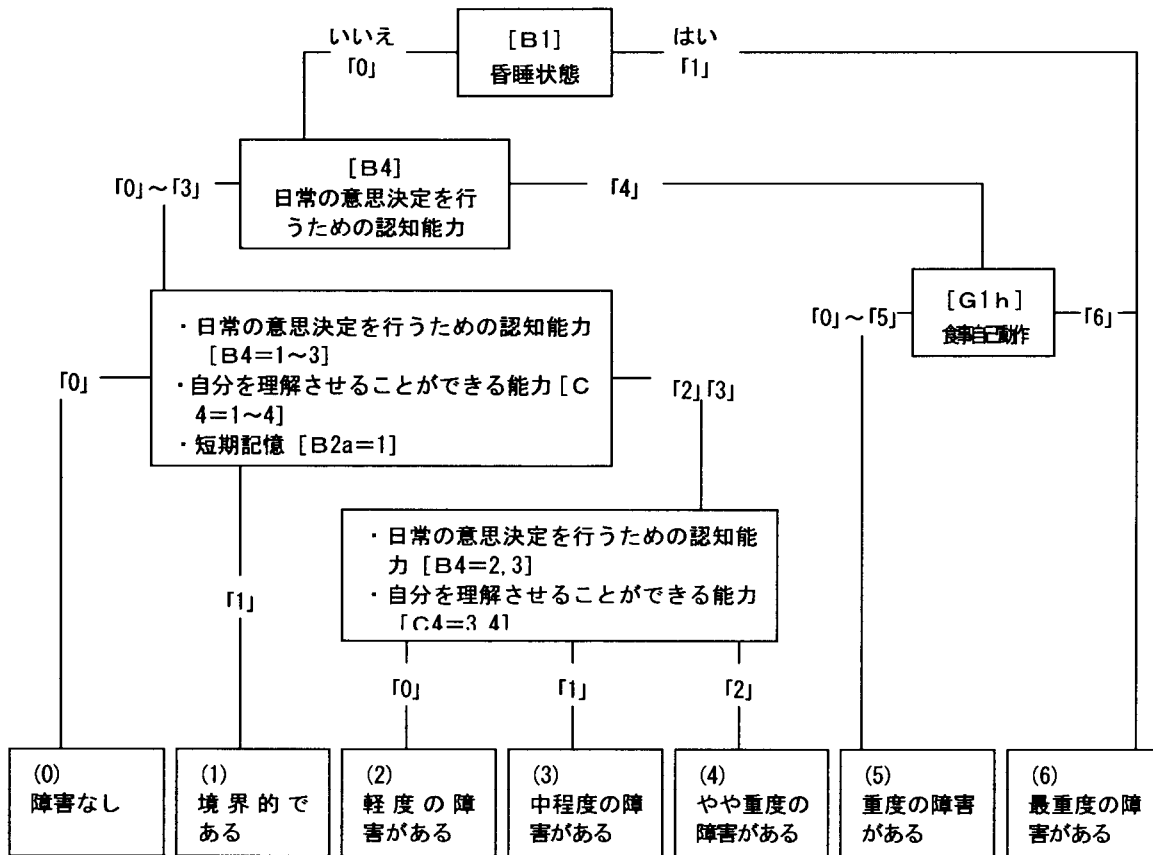 いいえ
「0」
[B1]
昏睡状態
はい
「1」
「0」～「3」
[B4]
日常の意思決定を行
うための認知能力
「4」
「0」～「5」
[G1h]
食事自己動作
「6」
「0」
・日常の意思決定を行うための認知能力
[B4=1～3]
・自分を理解させることができる能力[C
4=1～4]
・短期記憶[B2a=1]
「2」「3」
「1」
・日常の意思決定を行うための認知能
力[B4=2,3]
・自分を理解させることができる能力
[C4=3,4]
「0」
「1」
「2」
(0)
障害なし
(1)
境界的で
ある
(2)
軽度の障
害がある
(3)
中程度の障
害がある
(4)
やや重度の
障害がある
(5)
重度の障害
がある
(6)
最重度の障
害がある